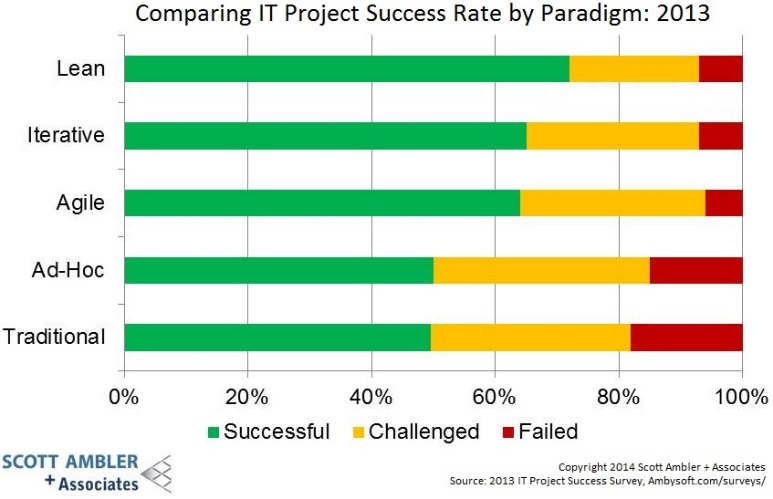 Comparing IT Project Success Rate by Paradigm: 2013
Lean
Iterative
Agile
Ad-Hoc
Traditional
0% 20% 40% 60% 80% 100%
Successful Challenged Failed
SCOTT AMBLER
+ Associates
Copyright 2014 Scott Ambler + Associates
Source: 2013 IT Project Success Survey, Ambysoft.com/surveys/